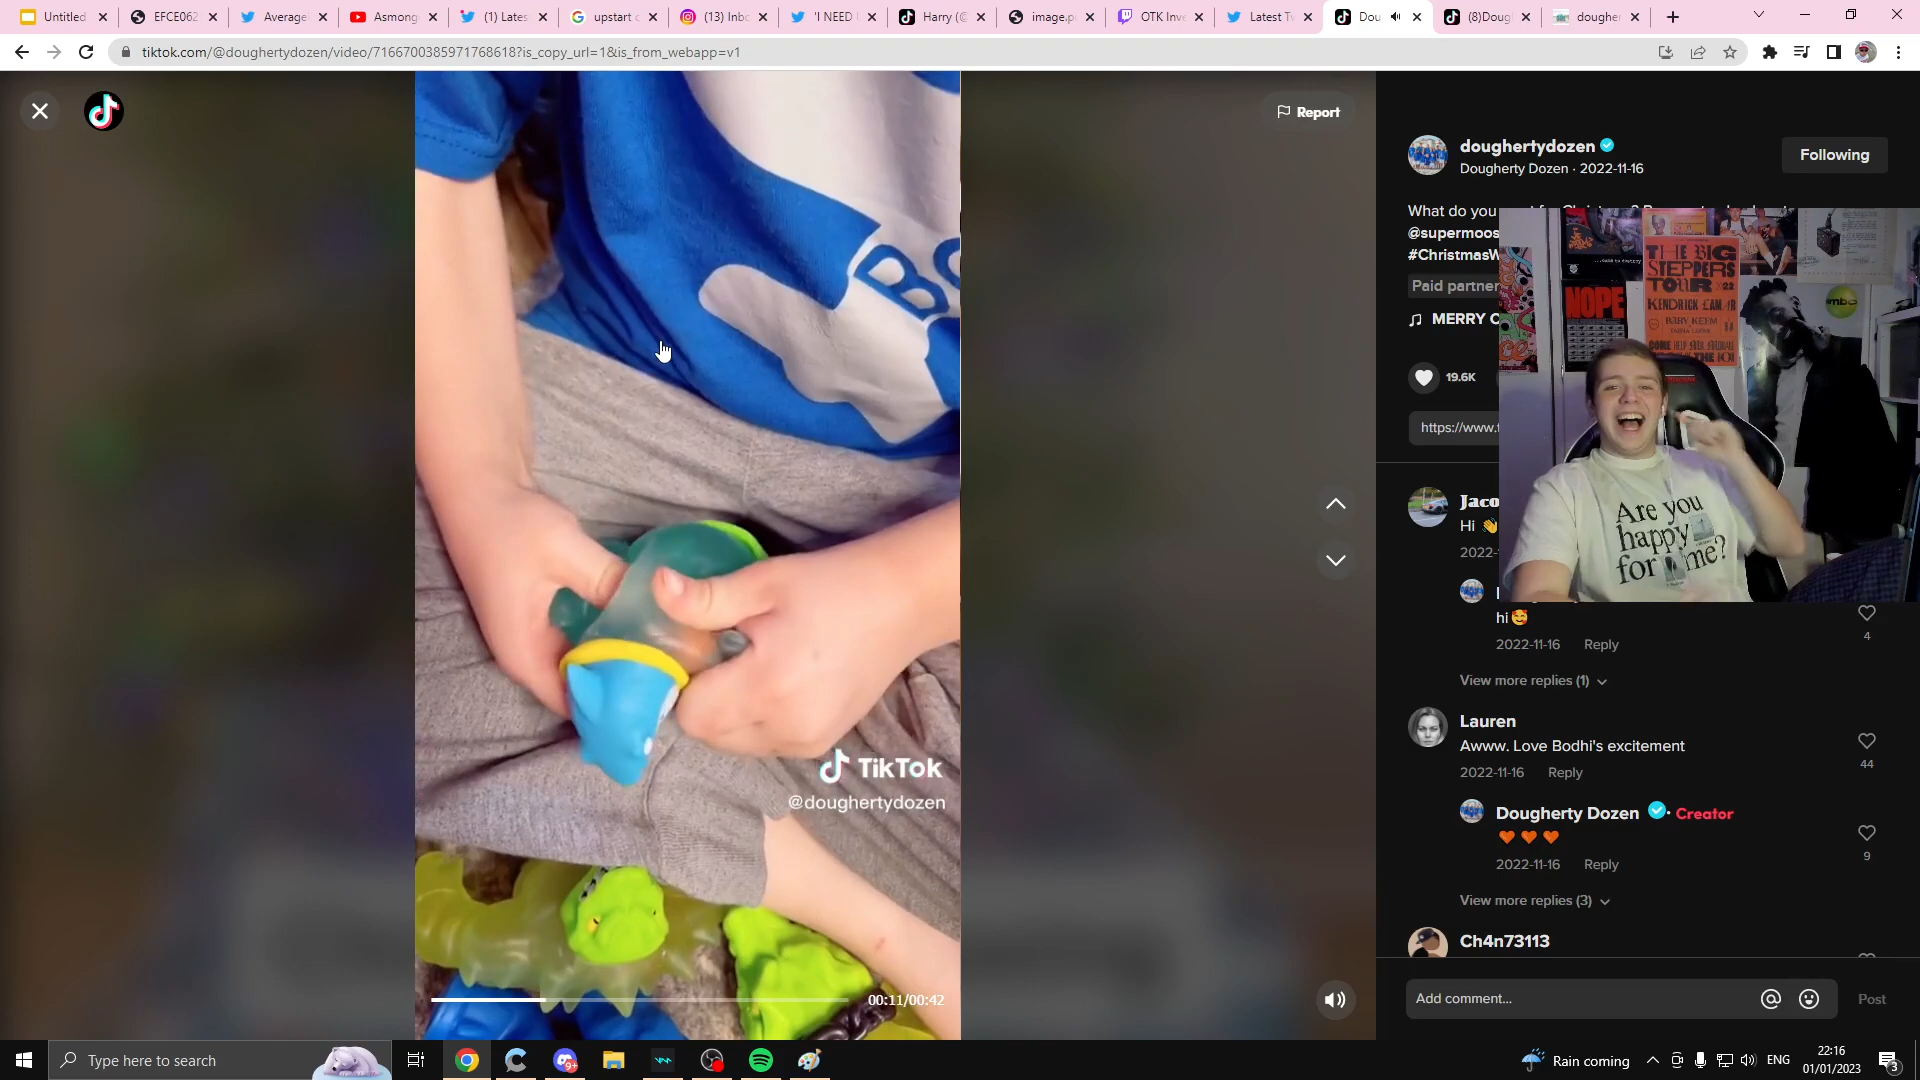 Untitled
EFCE062
Average
Asmong
(1) Lates
upstart c
(13) Inbo
'I NEED
Harry (@
image.p
OTK Inve
Latest Tw
Dou
(8)Doug
dougher
tiktok.com/@doughertydozen/video/7166700385971768618?is_copy_url=1&is_from_webapp=v1
Report
doughertydozen
Dougherty Dozen · 2022-11-16
Following
What do you
@supermoos
#ChristmasW
Paid partner
MERRY C
19.6K
https://www.
THE BIG
STEPPERS
TOUR
KENDRICK LAMAR
BABY KEEM
NOPE
Are you
happy
for me?
BO
Jaco
Hi 👋
2022-
hi🥰
4
2022-11-16 Reply
View more replies (1)
Lauren
Awww. Love Bodhi's excitement
44
2022-11-16 Reply
Dougherty Dozen · Creator
🧡 🧡 🧡
9
2022-11-16 Reply
View more replies (3)
Ch4n73113
TikTok
@doughertydozen
00:11/00:42
Add comment...
Post
Type here to search
9+
Rain coming
ENG
22:16
01/01/2023
3